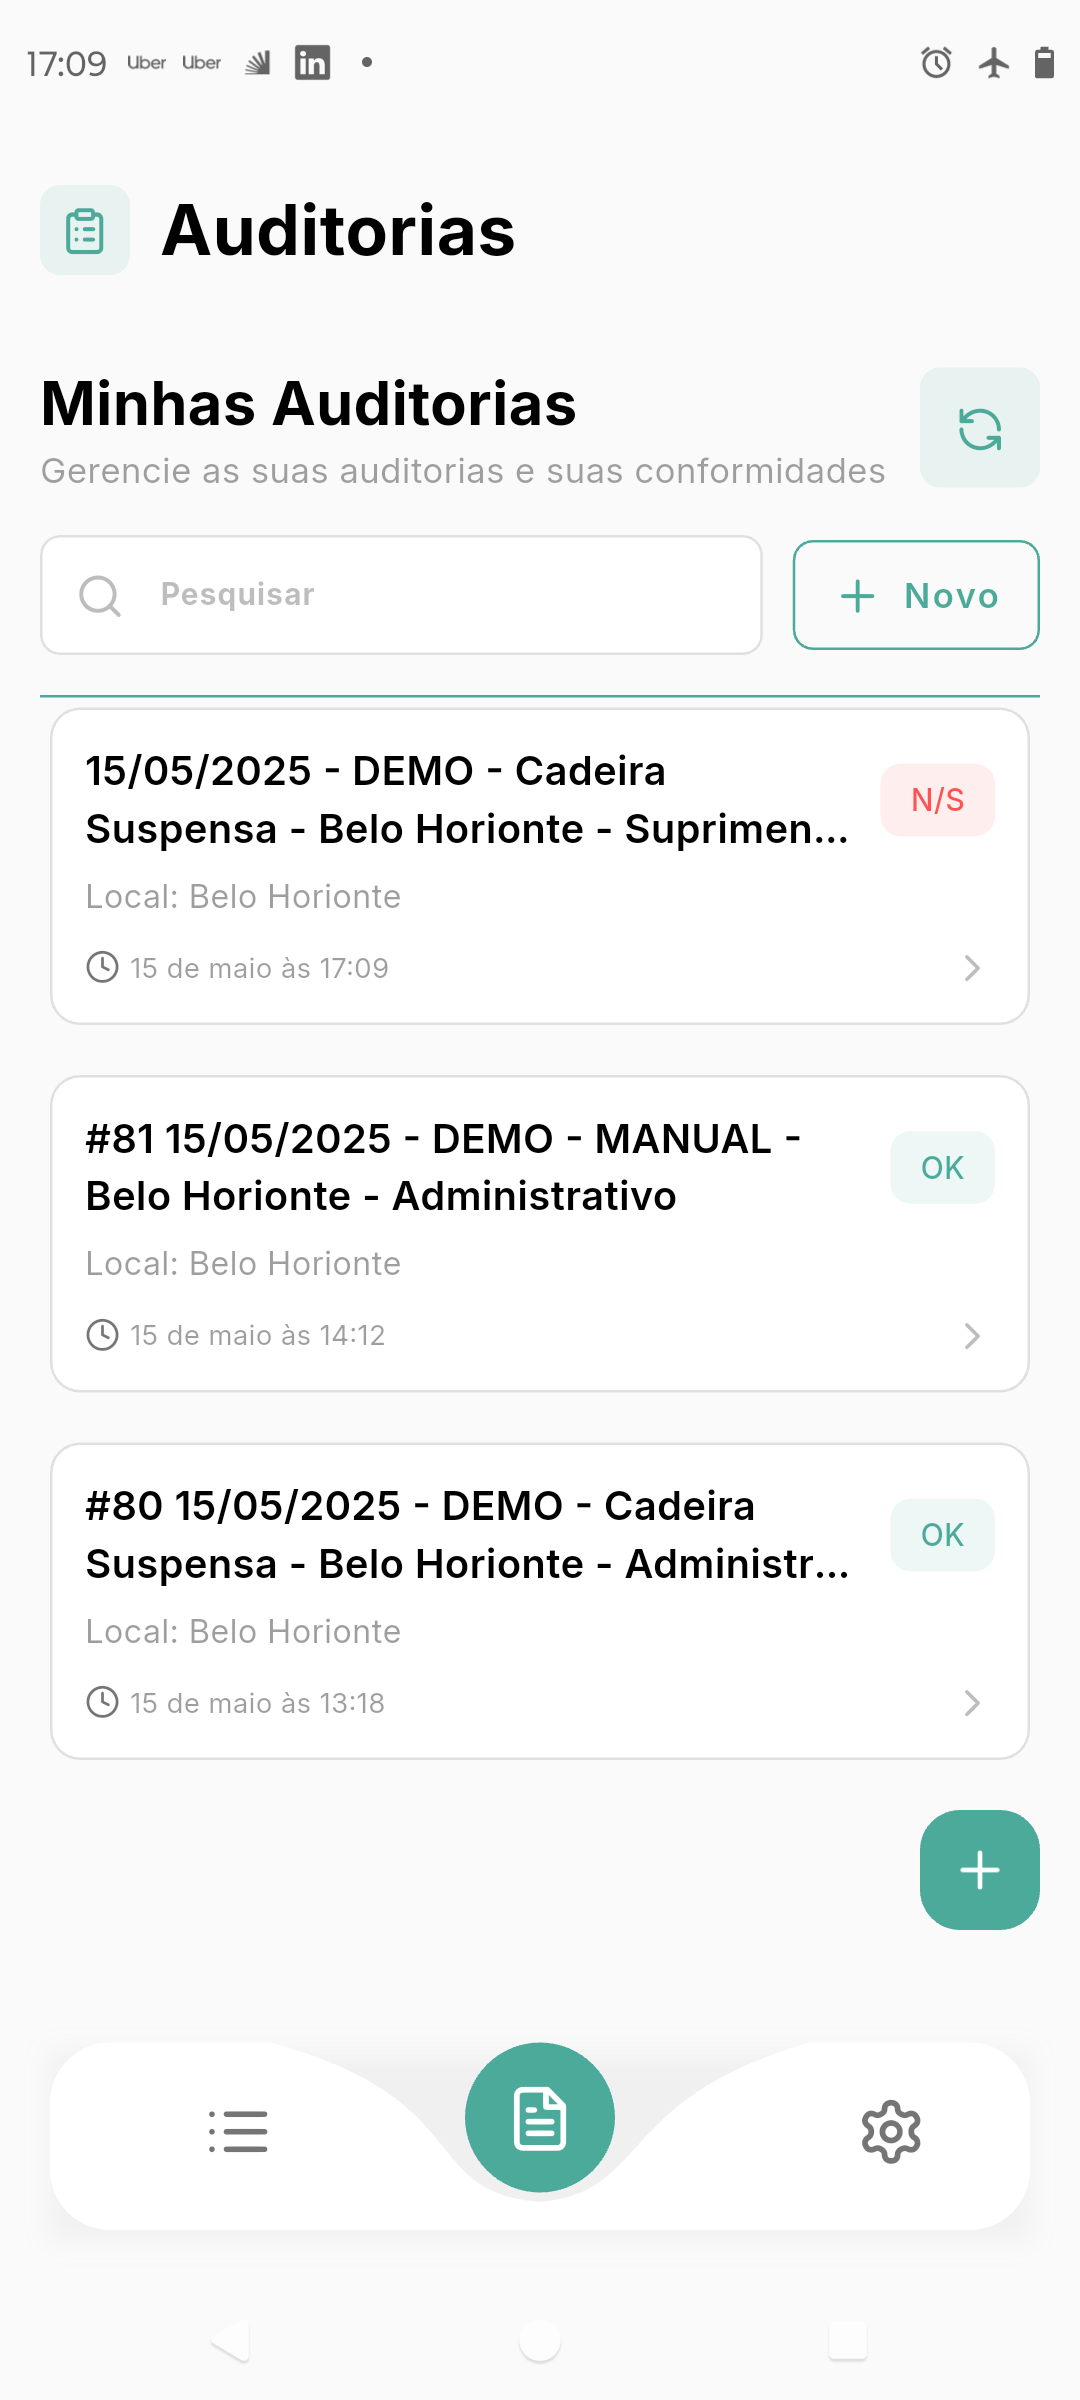 17:09 Uber Uber in
Auditorias
Minhas Auditorias
Gerencie as suas auditorias e suas conformidades
Pesquisar
Novo
15/05/2025 - DEMO - Cadeira
Suspensa - Belo Horionte - Suprimen...
N/S
Local: Belo Horionte
15 de maio às 17:09
#81 15/05/2025 - DEMO - MANUAL -
Belo Horionte - Administrativo
OK
Local: Belo Horionte
15 de maio às 14:12
#80 15/05/2025 - DEMO - Cadeira
Suspensa - Belo Horionte - Administr...
OK
Local: Belo Horionte
15 de maio às 13:18